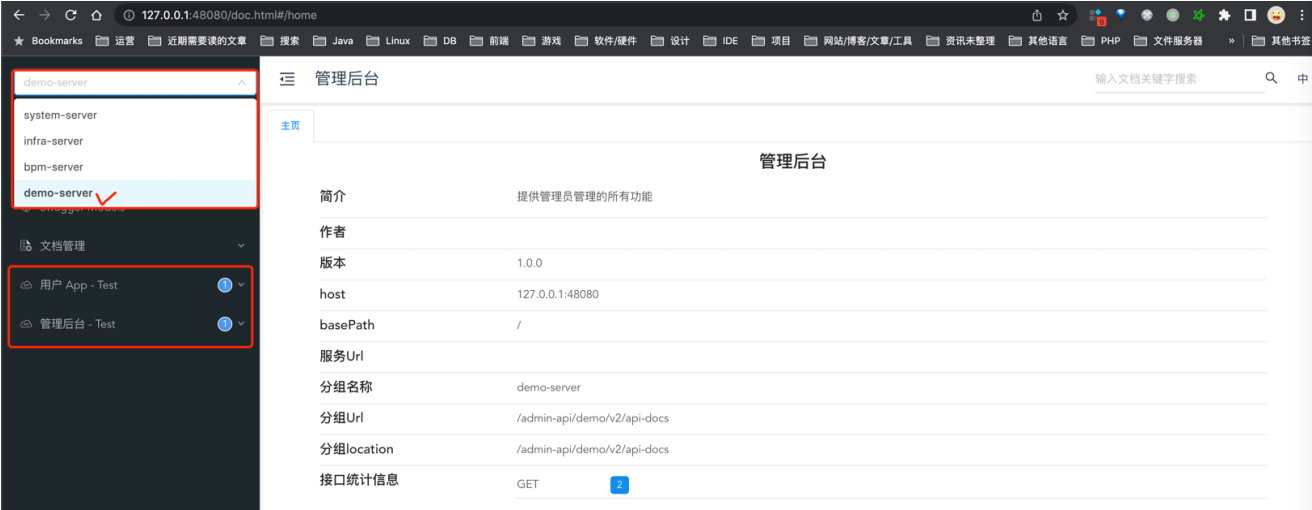 127.0.0.1:48080/doc.html#/home
9
Bookmarks 运营 近期需要读的文章 搜索 Java Linux DB 前端 游戏 软件/硬件 设计 IDE 项目 网站/博客/文章/工具 资讯未整理 其他语言 PHP 文件服务器 » 其他书签
demo-server
管理后台
输入文档关键字搜索
中
system-server
infra-server
bpm-server
demo-server
Swagger Models
主页
管理后台
简介 提供管理员管理的所有功能
作者
文档管理
版本 1.0.0
用户 App - Test 1
host 127.0.0.1:48080
管理后台 - Test 1
basePath /
服务Url
分组名称 demo-server
分组Url /admin-api/demo/v2/api-docs
分组location /admin-api/demo/v2/api-docs
接口统计信息 GET 2